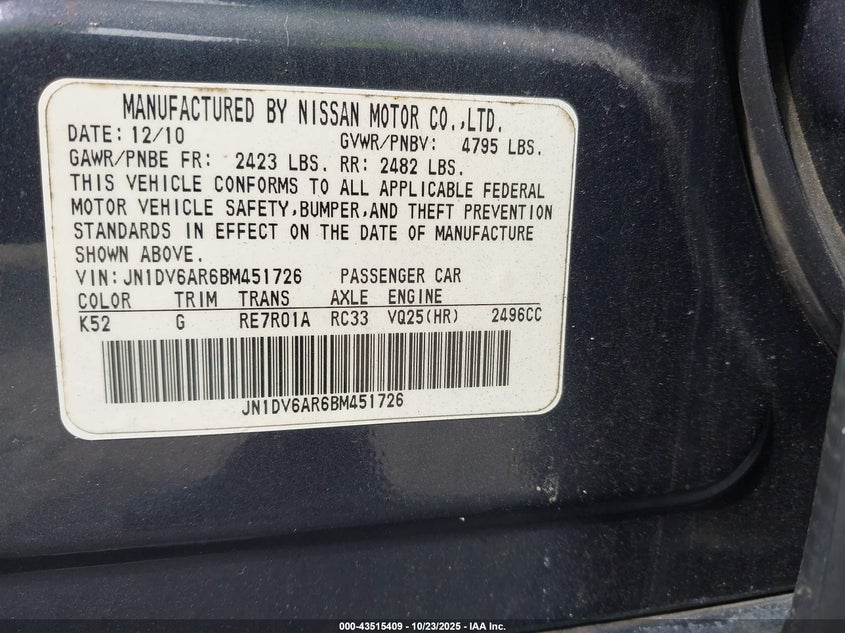 MANUFACTURED BY NISSAN MOTOR CO.,LTD.
DATE: 12/10 GVWR/PNBV: 4795 LBS.
GAWR/PNBE FR: 2423 LBS. RR: 2482 LBS.
THIS VEHICLE CONFORMS TO ALL APPLICABLE FEDERAL
MOTOR VEHICLE SAFETY,BUMPER,AND THEFT PREVENTION
STANDARDS IN EFFECT ON THE DATE OF MANUFACTURE
SHOWN ABOVE.
VIN:JN1DV6AR6BM451726 PASSENGER CAR
COLOR TRIM TRANS AXLE ENGINE
K52 G RE7R01A RC33 VQ25(HR) 2496CC
JN1DV6AR6BM451726
000-43515409 - 10/23/2025 - IAA Inc.